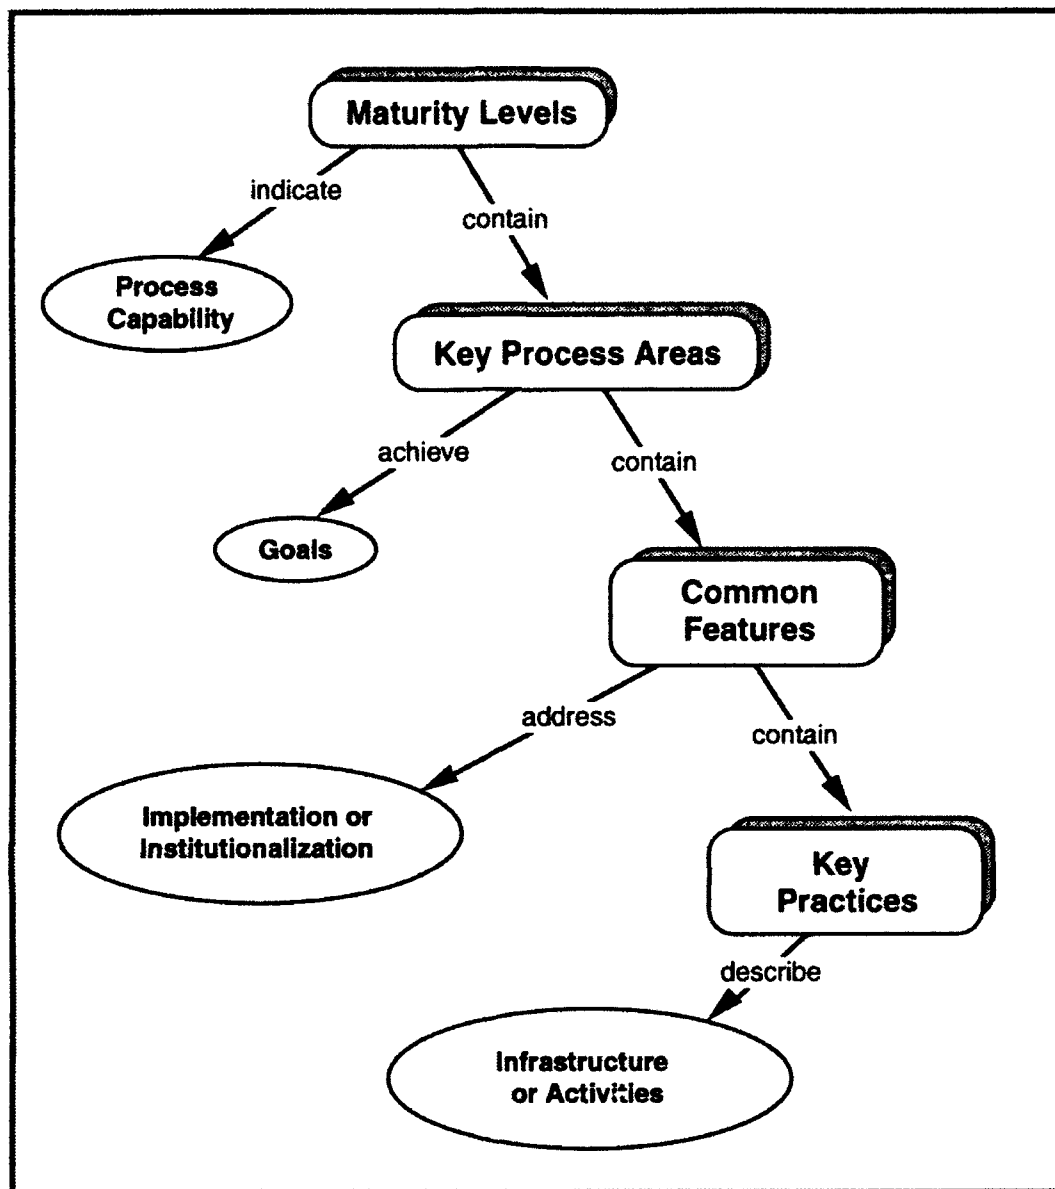 Maturity Levels
indicate
contain
Process
Capability
Key Process Areas
achieve
contain
Goals
Common
Features
address
contain
Implementation or
Institutionalization
Key
Practices
describe
Infrastructure
or Activities